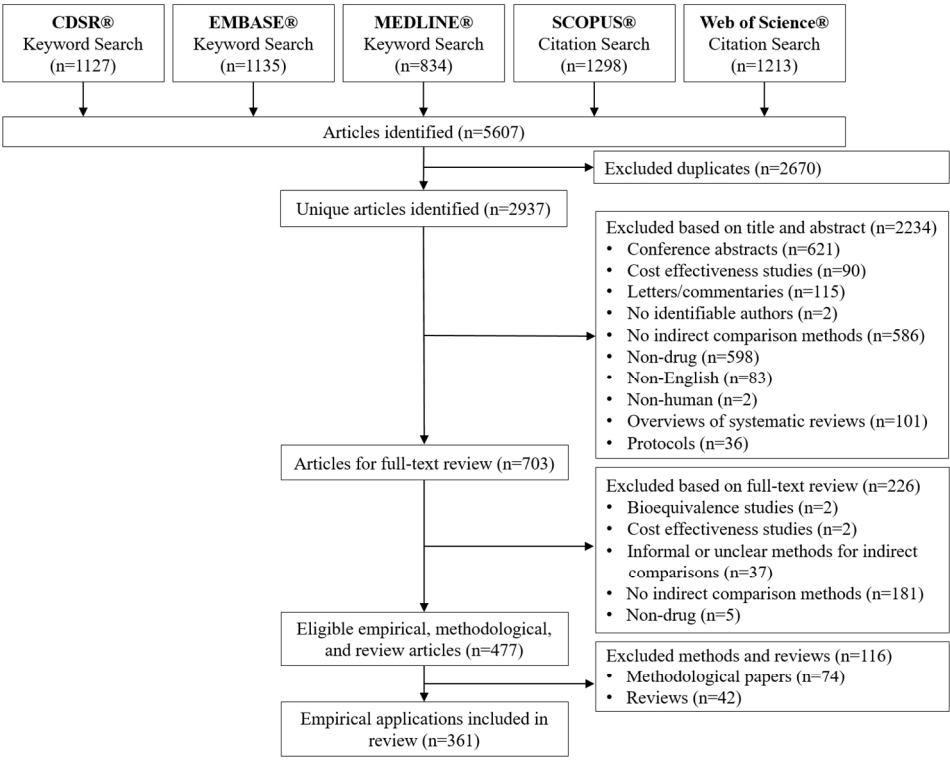 CDSR®
Keyword Search
(n=1127)
EMBASE®
Keyword Search
(n=1135)
MEDLINE®
Keyword Search
(n=834)
SCOPUS®
Citation Search
(n=1298)
Web of Science®
Citation Search
(n=1213)
Articles identified (n=5607)
Excluded duplicates (n=2670)
Unique articles identified (n=2937)
Excluded based on title and abstract (n=2234)
• Conference abstracts (n=621)
• Cost effectiveness studies (n=90)
• Letters/commentaries (n=115)
• No identifiable authors (n=2)
• No indirect comparison methods (n=586)
• Non-drug (n=598)
• Non-English (n=83)
• Non-human (n=2)
• Overviews of systematic reviews (n=101)
• Protocols (n=36)
Articles for full-text review (n=703)
Excluded based on full-text review (n=226)
• Bioequivalence studies (n=2)
• Cost effectiveness studies (n=2)
• Informal or unclear methods for indirect
comparisons (n=37)
• No indirect comparison methods (n=181)
• Non-drug (n=5)
Eligible empirical, methodological,
and review articles (n=477)
Excluded methods and reviews (n=116)
• Methodological papers (n=74)
• Reviews (n=42)
Empirical applications included in
review (n=361)